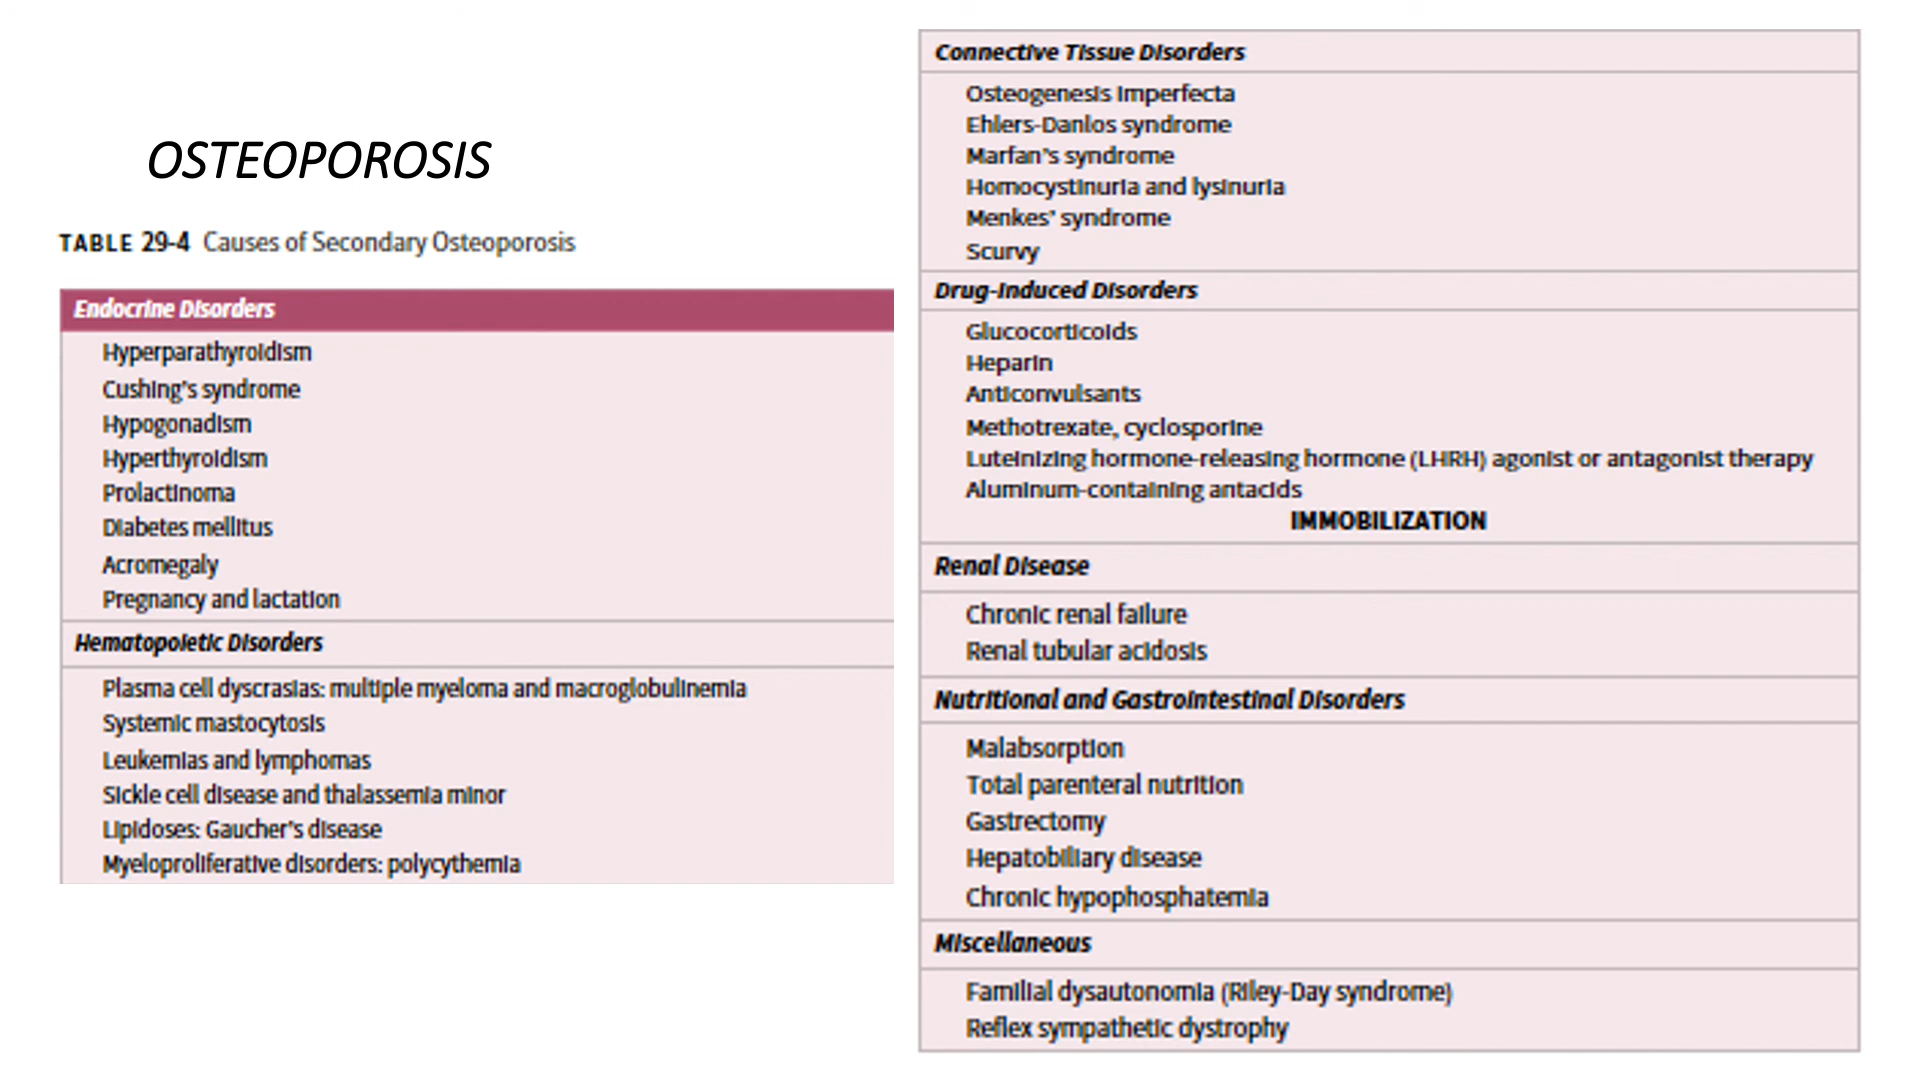 OSTEOPOROSIS
TABLE 29-4 Causes of Secondary Osteoporosis
Endocrine Disorders
Hyperparathyroidism
Cushing's syndrome
Hypogonadism
Hyperthyroidism
Prolactinoma
Diabetes mellitus
Acromegaly
Pregnancy and lactation
Hematopoietic Disorders
Plasma cell dyscrasias: multiple myeloma and macroglobulinemia
Systemic mastocytosis
Leukemias and lymphomas
Sickle cell disease and thalassemia minor
Lipidoses: Gaucher's disease
Myeloproliferative disorders: polycythemia
Connective Tissue Disorders
Osteogenesis imperfecta
Ehlers-Danlos syndrome
Marfan's syndrome
Homocystinuria and lysinuria
Menkes' syndrome
Scurvy
Drug-Induced Disorders
Glucocorticoids
Heparin
Anticonvulsants
Methotrexate, cyclosporine
Luteinizing hormone-releasing hormone (LHRH) agonist or antagonist therapy
Aluminum-containing antacids
IMMOBILIZATION
Renal Disease
Chronic renal failure
Renal tubular acidosis
Nutritional and Gastrointestinal Disorders
Malabsorption
Total parenteral nutrition
Gastrectomy
Hepatobiliary disease
Chronic hypophosphatemia
Miscellaneous
Familial dysautonomia (Riley-Day syndrome)
Reflex sympathetic dystrophy